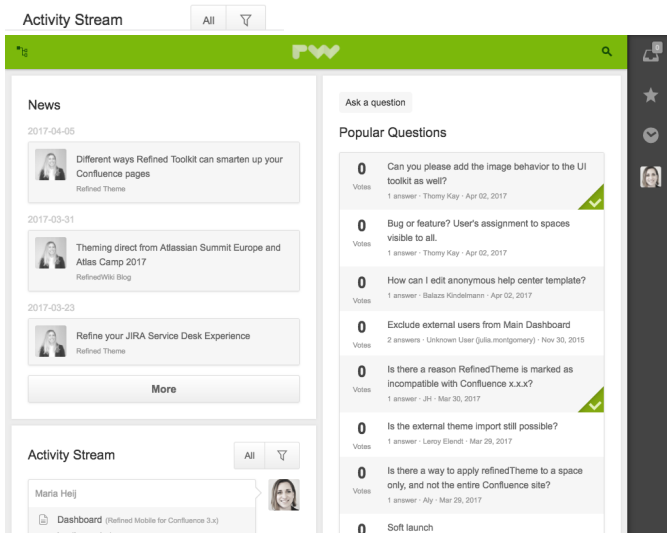 Activity Stream
All
0
News
2017-04-05
Different ways Refined Toolkit can smarten up your
Confluence pages
Refined Theme
2017-03-31
Theming direct from Atlassian Summit Europe and
Atlas Camp 2017
RefinedWiki Blog
2017-03-23
Refine your JIRA Service Desk Experience
Refined Theme
More
Activity Stream
All
Maria Heij
Dashboard (Refined Mobile for Confluence 3.x)
Ask a question
Popular Questions
0
Votes
Can you please add the image behavior to the UI
toolkit as well?
1 answer · Thomy Kay · Apr 02, 2017
0
Votes
Bug or feature? User's assignment to spaces
visible to all.
1 answer · Thomy Kay · Apr 02, 2017
0
Votes
How can I edit anonymous help center template?
1 answer · Balazs Kindelmann · Apr 02, 2017
0
Votes
Exclude external users from Main Dashboard
2 answers · Unknown User (julia.montgomery) · Nov 30, 2015
0
Votes
Is there a reason RefinedTheme is marked as
incompatible with Confluence x.x.x?
1 answer · JH · Mar 30, 2017
0
Votes
Is the external theme import still possible?
1 answer · Leroy Elendt · Mar 29, 2017
0
Votes
Is there a way to apply refinedTheme to a space
only, and not the entire Confluence site?
1 answer · Aly · Mar 29, 2017
0
Soft launch